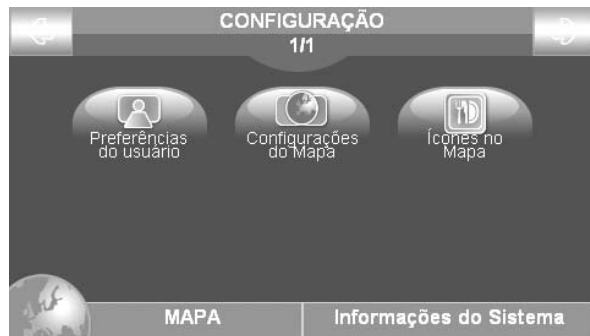 CONFIGURAÇÃO
1/1
Preferências
do usuário
Configurações
do Mapa
Ícones no
Mapa
MAPA
Informações do Sistema